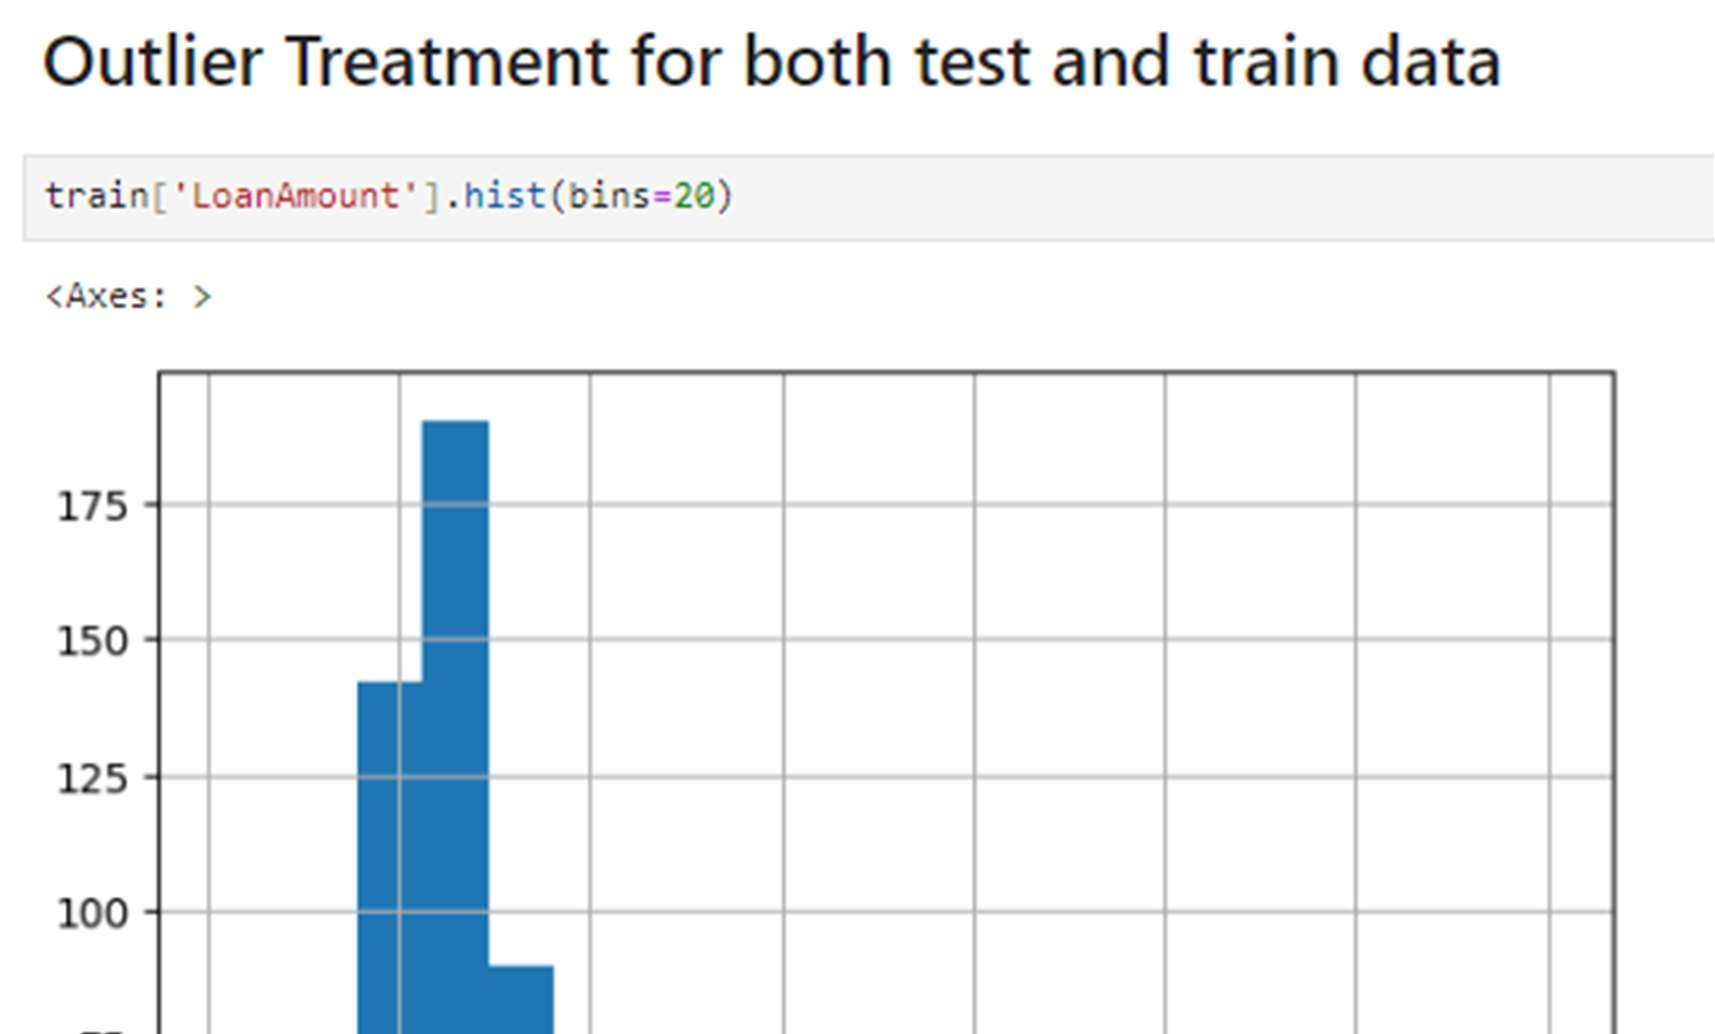 Outlier Treatment for both test and train data
train['LoanAmount'].hist(bins=20)
<Axes: >
175
150
125
100